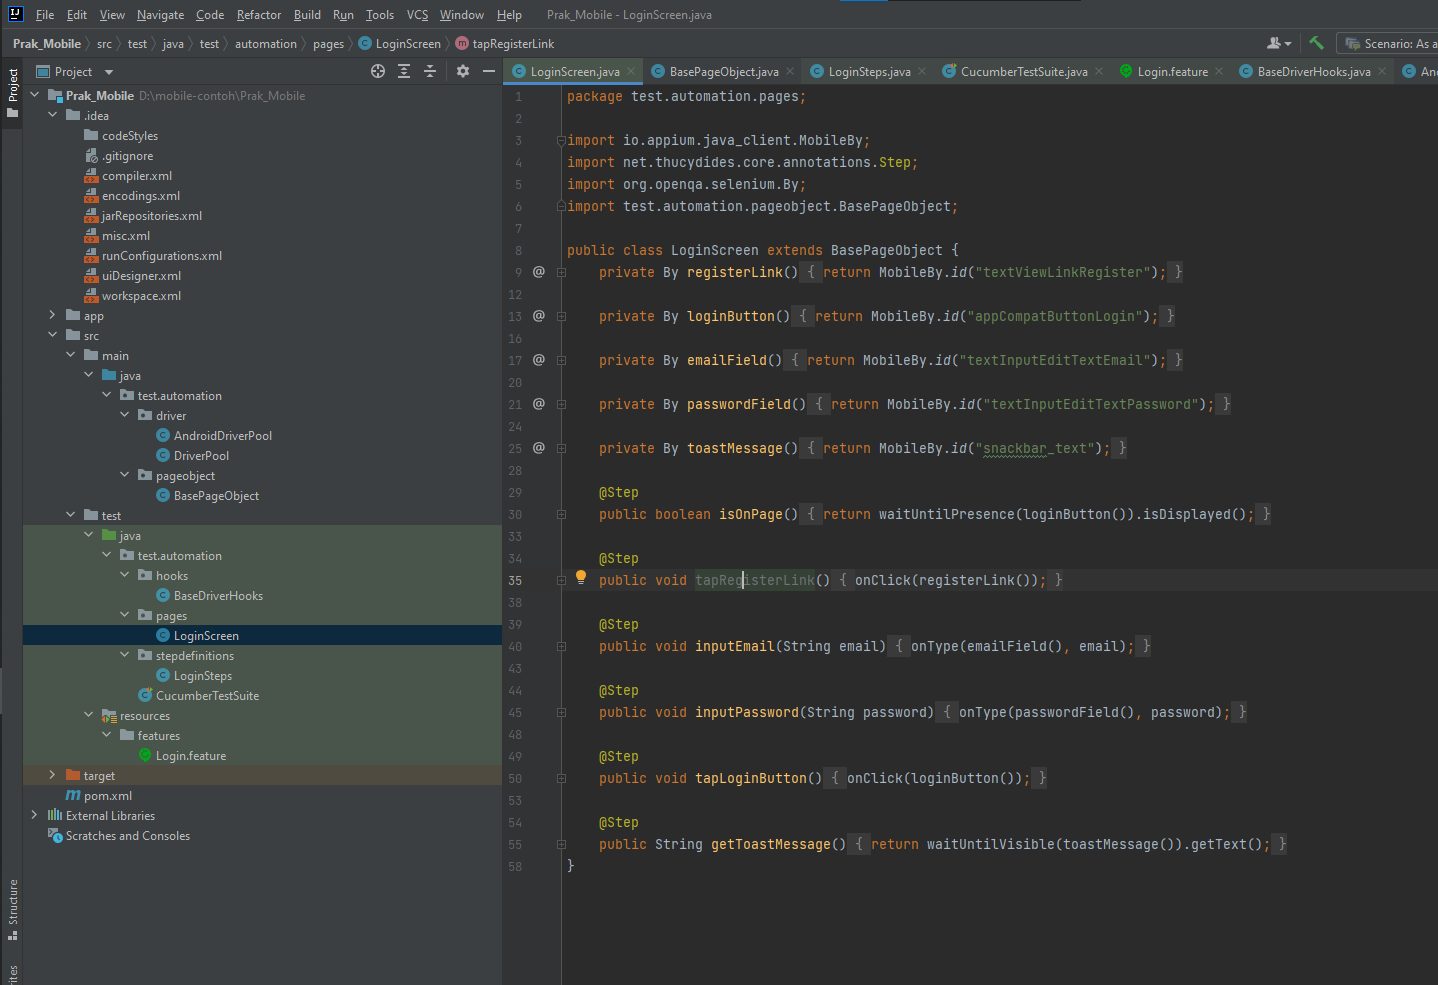 File Edit View Navigate Code Refactor Build Run Tools VCS Window Help Prak_Mobile - LoginScreen.java
Prak_Mobile src test java test automation pages LoginScreen tapRegisterLink Scenario: As a
Project
LoginScreen.java BasePageObject.java LoginSteps.java CucumberTestSuite.java Login.feature BaseDriverHooks.java
Project
Prak_Mobile D:\mobile-contoh\Prak_Mobile
.idea
codeStyles
.gitignore
compiler.xml
encodings.xml
jarRepositories.xml
misc.xml
runConfigurations.xml
uiDesigner.xml
workspace.xml
app
src
main
java
test.automation
driver
AndroidDriverPool
DriverPool
pageobject
BasePageObject
test
java
test.automation
hooks
BaseDriverHooks
pages
LoginScreen
stepdefinitions
LoginSteps
CucumberTestSuite
resources
features
Login.feature
target
pom.xml
External Libraries
Scratches and Consoles
Structure
1 package test.automation.pages;
2
3 import io.appium.java_client.MobileBy;
4 import net.thucydides.core.annotations.Step;
5 import org.openqa.selenium.By;
6 import test.automation.pageobject.BasePageObject;
7
8 public class LoginScreen extends BasePageObject {
9 @ private By registerLink() { return MobileBy.id("textViewLinkRegister"); }
12
13 @ private By loginButton() { return MobileBy.id("appCompatButtonLogin"); }
16
17 @ private By emailField() { return MobileBy.id("textInputEditTextEmail"); }
20
21 @ private By passwordField() { return MobileBy.id("textInputEditTextPassword"); }
24
25 @ private By toastMessage() { return MobileBy.id("snackbar_text"); }
28
29 @Step
30 public boolean isOnPage() { return waitUntilPresence(loginButton()).isDisplayed(); }
33
34 @Step
35 public void tapRegisterLink() { onClick(registerLink()); }
38
39 @Step
40 public void inputEmail(String email) { onType(emailField(), email); }
43
44 @Step
45 public void inputPassword(String password) { onType(passwordField(), password); }
48
49 @Step
50 public void tapLoginButton() { onClick(loginButton()); }
53
54 @Step
55 public String getToastMessage() { return waitUntilVisible(toastMessage()).getText(); }
58 }